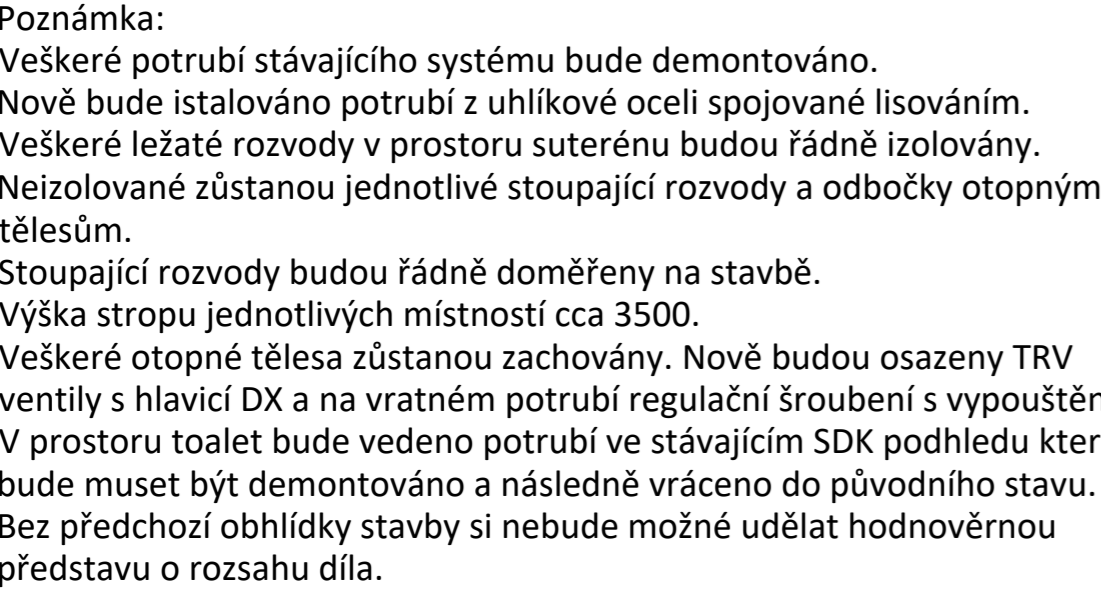 Poznámka:
Veškeré potrubí stávajícího systému bude demontováno.
Nově bude istalováno potrubí z uhlíkové oceli spojované lisováním.
Veškeré ležaté rozvody v prostoru suterénu budou řádně izolovány.
Neizolované zůstanou jednotlivé stoupající rozvody a odbočky otopným
tělesům.
Stoupající rozvody budou řádně doměřeny na stavbě.
Výška stropu jednotlivých místností cca 3500.
Veškeré otopné tělesa zůstanou zachovány. Nově budou osazeny TRV
ventily s hlavicí DX a na vratném potrubí regulační šroubení s vypouštěn
V prostoru toalet bude vedeno potrubí ve stávajícím SDK podhledu kter
bude muset být demontováno a následně vráceno do původního stavu.
Bez předchozí obhlídky stavby si nebude možné udělat hodnověrnou
představu o rozsahu díla.